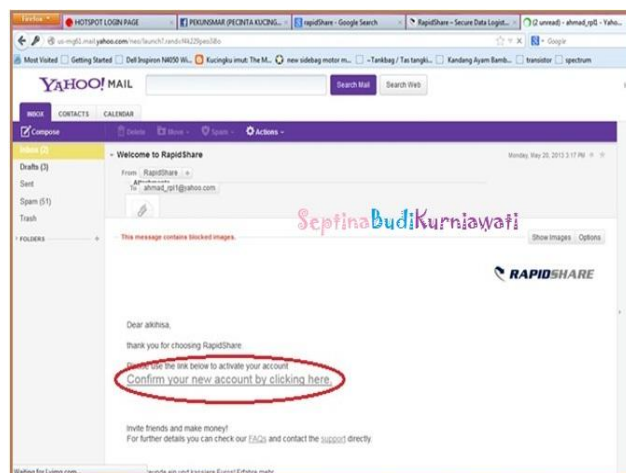 Firefox
HOTSPOT LOGIN PAGE
PEKUNSMAR (PECINTA KUCING...
rapidShare - Google Search
RapidShare – Secure Data Logist...
(2 unread) - ahmad_rpl1 - Yaho...
Google
Most Visited Getting Started Dell Inspiron N4050 Wi... Kucingku imut: The M... new sidebag motor m... ~Tankbag / Tas tangki... Kandang Ayam Bamb... transistor spectrum
YAHOO! MAIL
Search Mail Search Web
INBOX CONTACTS CALENDAR
Compose Delete Move Spam Actions
Inbox (2)
Drafts (3)
Sent
Spam (51)
Trash
FOLDERS
Welcome to RapidShare
Monday, May 20, 2013 3:17 PM
From RapidShare
Attachments
To ahmad_rpl1@yahoo.com
SeptinaBudiKurniawati
This message contains blocked images.
Show Images Options
RAPIDSHARE
Dear alkihisa,
thank you for choosing RapidShare.
Please use the link below to activate your account
Confirm your new account by clicking here.
Invite friends and make money!
For further details you can check our FAQs and contact the support directly.